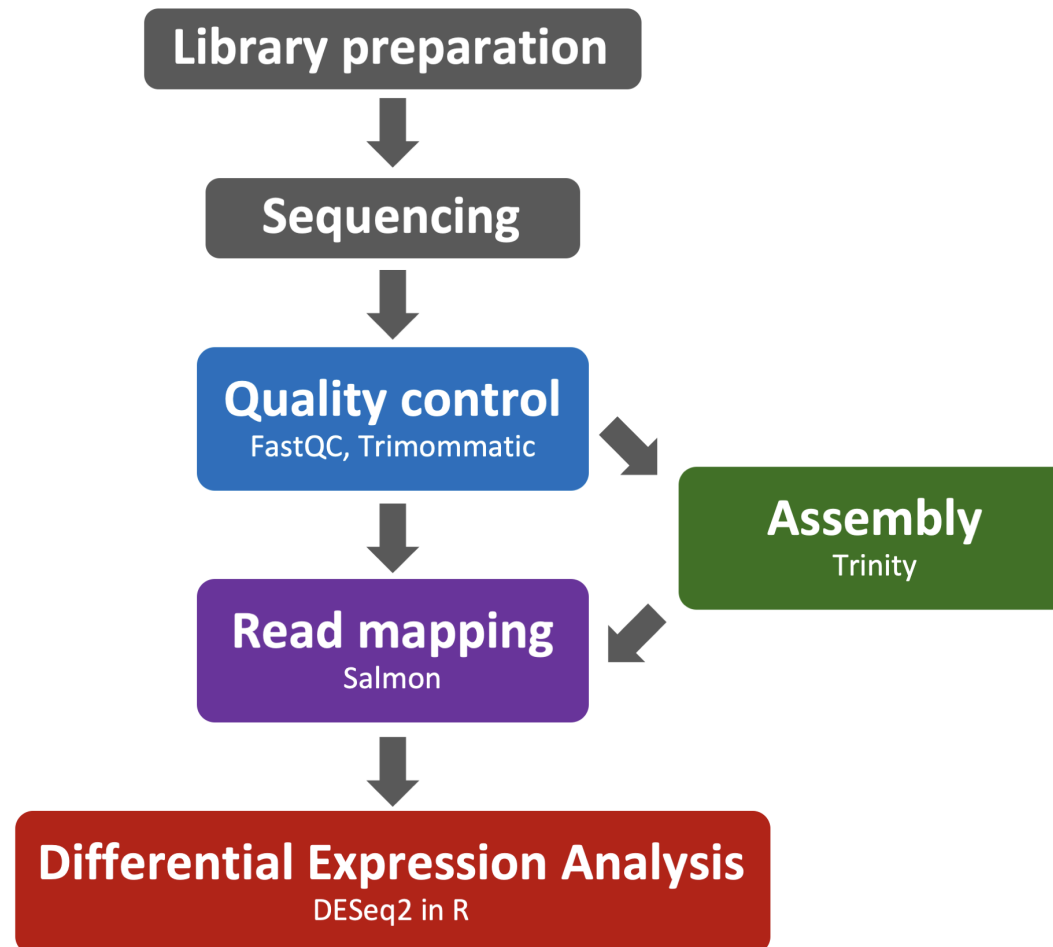 Library preparation
Sequencing
Quality control
FastQC, Trimommatic
Assembly
Trinity
Read mapping
Salmon
Differential Expression Analysis
DESeq2 in R